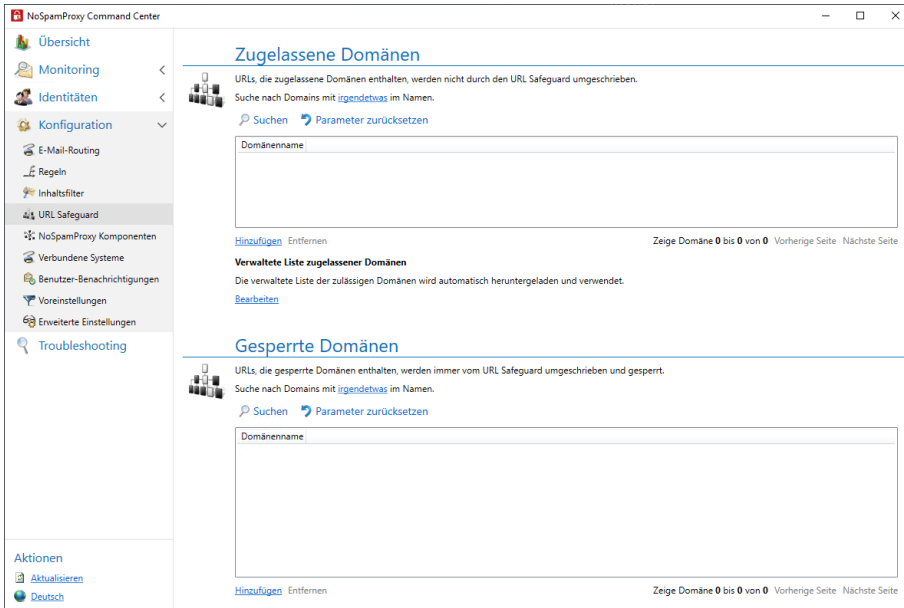 NoSpamProxy Command Center
Übersicht
Monitoring
Identitäten
Konfiguration
E-Mail-Routing
Regeln
Inhaltsfilter
URL Safeguard
NoSpamProxy Komponenten
Verbundene Systeme
Benutzer-Benachrichtigungen
Voreinstellungen
Erweiterte Einstellungen
Troubleshooting
Aktionen
Aktualisieren
Deutsch
Zugelassene Domänen
URLs, die zugelassene Domänen enthalten, werden nicht durch den URL Safeguard umgeschrieben.
Suche nach Domains mit irgendetwas im Namen.
Suchen Parameter zurücksetzen
Domänenname
Hinzufügen Entfernen Zeige Domäne 0 bis 0 von 0 Vorherige Seite Nächste Seite
Verwaltete Liste zugelassener Domänen
Die verwaltete Liste der zulässigen Domänen wird automatisch heruntergeladen und verwendet.
Bearbeiten
Gesperrte Domänen
URLs, die gesperrte Domänen enthalten, werden immer vom URL Safeguard umgeschrieben und gesperrt.
Suche nach Domains mit irgendetwas im Namen.
Suchen Parameter zurücksetzen
Domänenname
Hinzufügen Entfernen Zeige Domäne 0 bis 0 von 0 Vorherige Seite Nächste Seite